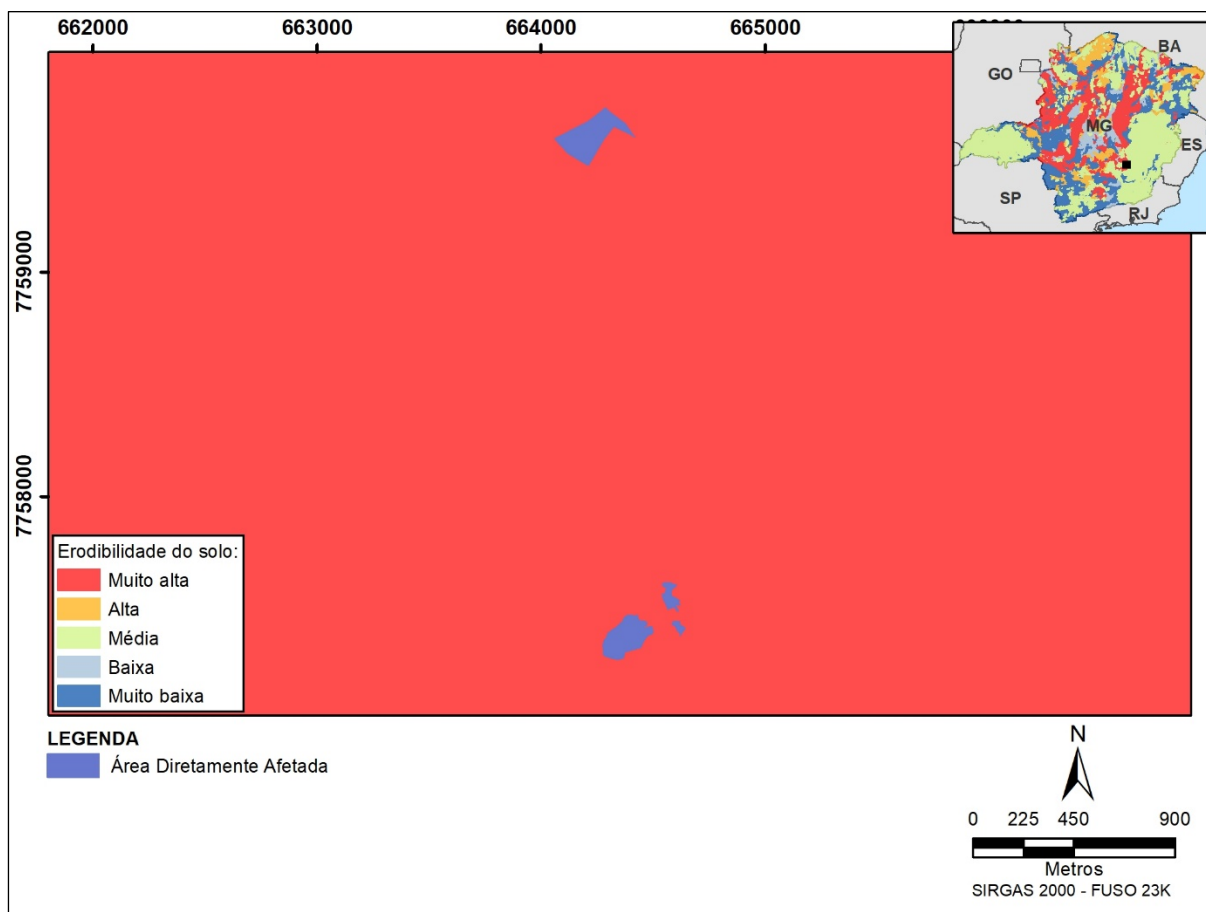 662000 663000 664000 665000
BA
GO
MG
ES
SP
RJ
7759000
7758000
Erodibilidade do solo:
Muito alta
Alta
Média
Baixa
Muito baixa
LEGENDA
Área Diretamente Afetada
N
0 225 450 900
Metros
SIRGAS 2000 - FUSO 23K